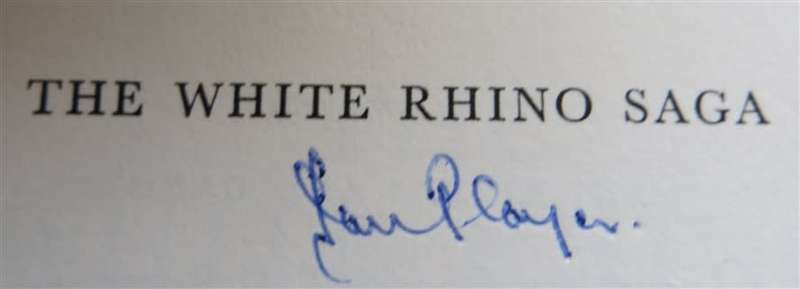 THE WHITE RHINO SAGA
Ian Player.